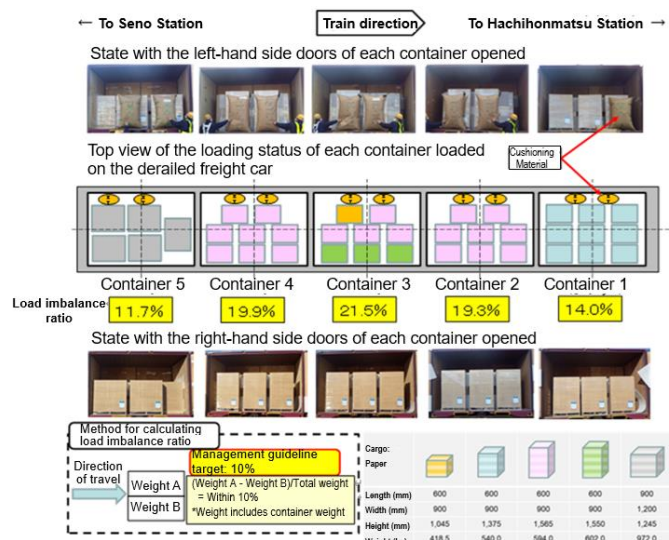 ← To Seno Station
Train direction
To Hachihonmatsu Station →
State with the left-hand side doors of each container opened
Top view of the loading status of each container loaded
on the derailed freight car
Cushioning
Material
Container 5
Container 4
Container 3
Container 2
Container 1
Load imbalance
ratio
11.7%
19.9%
21.5%
19.3%
14.0%
State with the right-hand side doors of each container opened
Method for calculating
load imbalance ratio
Management guideline
target: 10%
Direction
of travel
Weight A
Weight B
(Weight A - Weight B)/Total weight
= Within 10%
*Weight includes container weight
Cargo:
Paper
Length (mm) 600 600 600 600 900
Width (mm) 900 900 900 900 1,200
Height (mm) 1,045 1,375 1,565 1,550 1,245
418.5 540.0 594.0 602.0 972.0